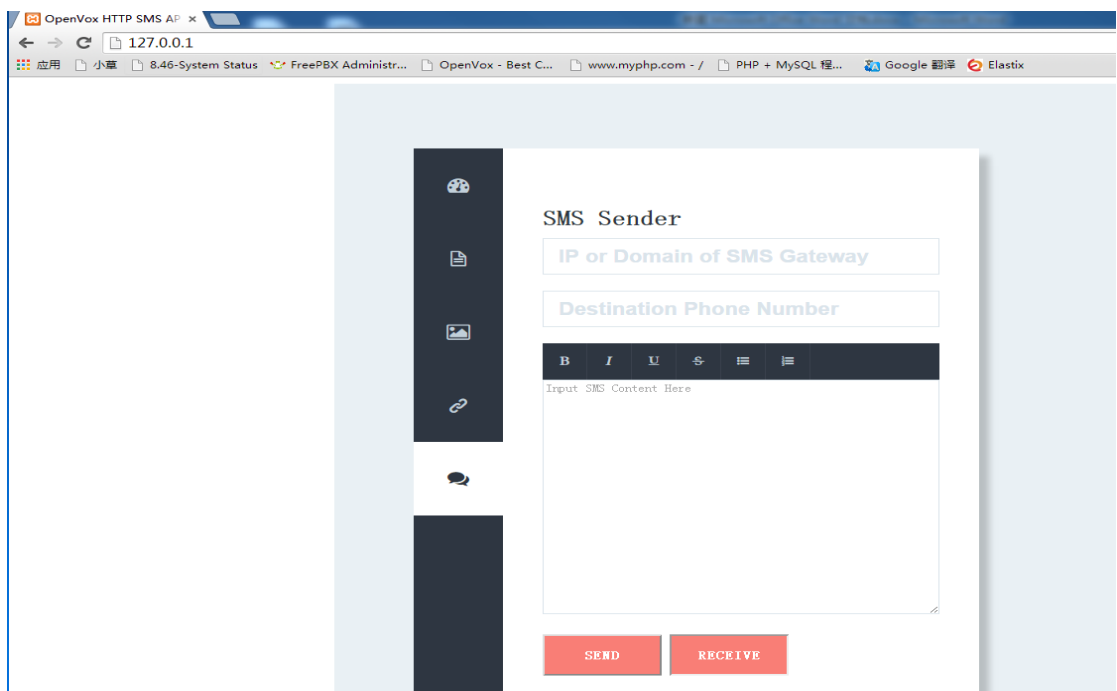 OpenVox HTTP SMS AP
127.0.0.1
应用 小草 8.46-System Status FreePBX Administr... OpenVox - Best C... www.myphp.com - / PHP + MySQL 程... Google 翻译 Elastix
SMS Sender
IP or Domain of SMS Gateway
Destination Phone Number
B I U S
Input SMS Content Here
SEND RECEIVE